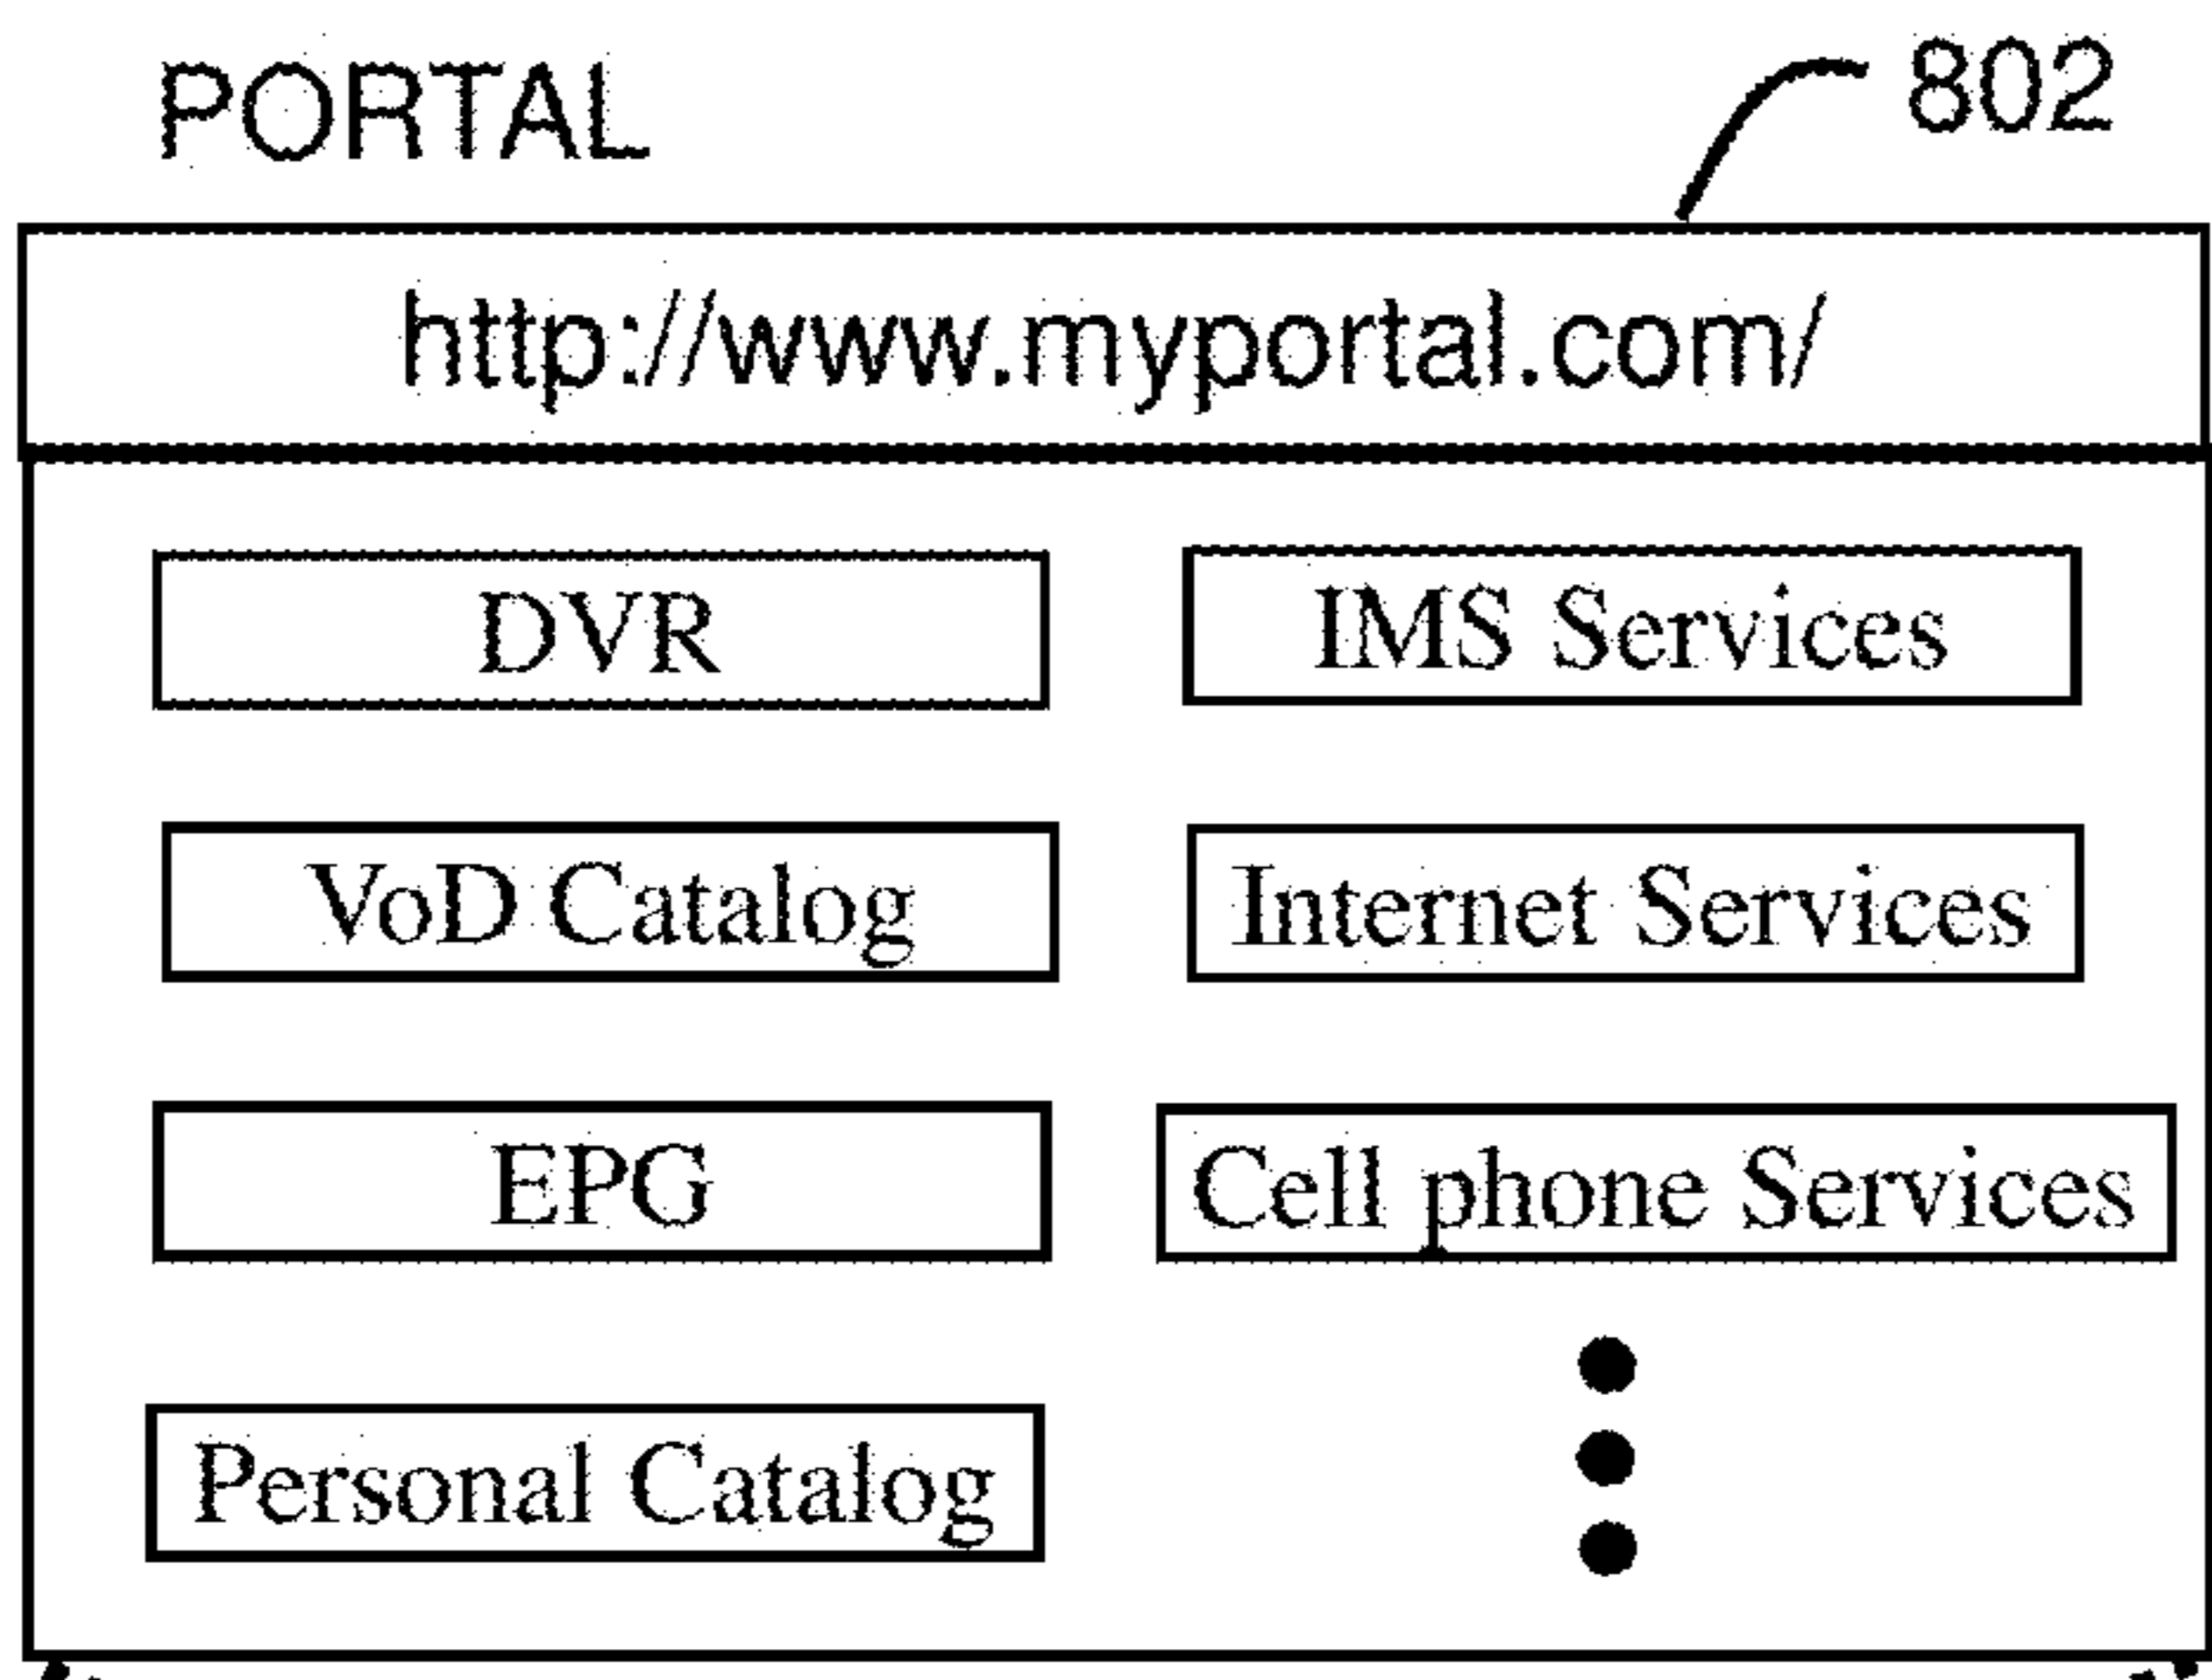 PORTAL
802
http://www.myportal.com/
DVR
IMS Services
VoD Catalog
Internet Services
EPG
Cell phone Services
Personal Catalog